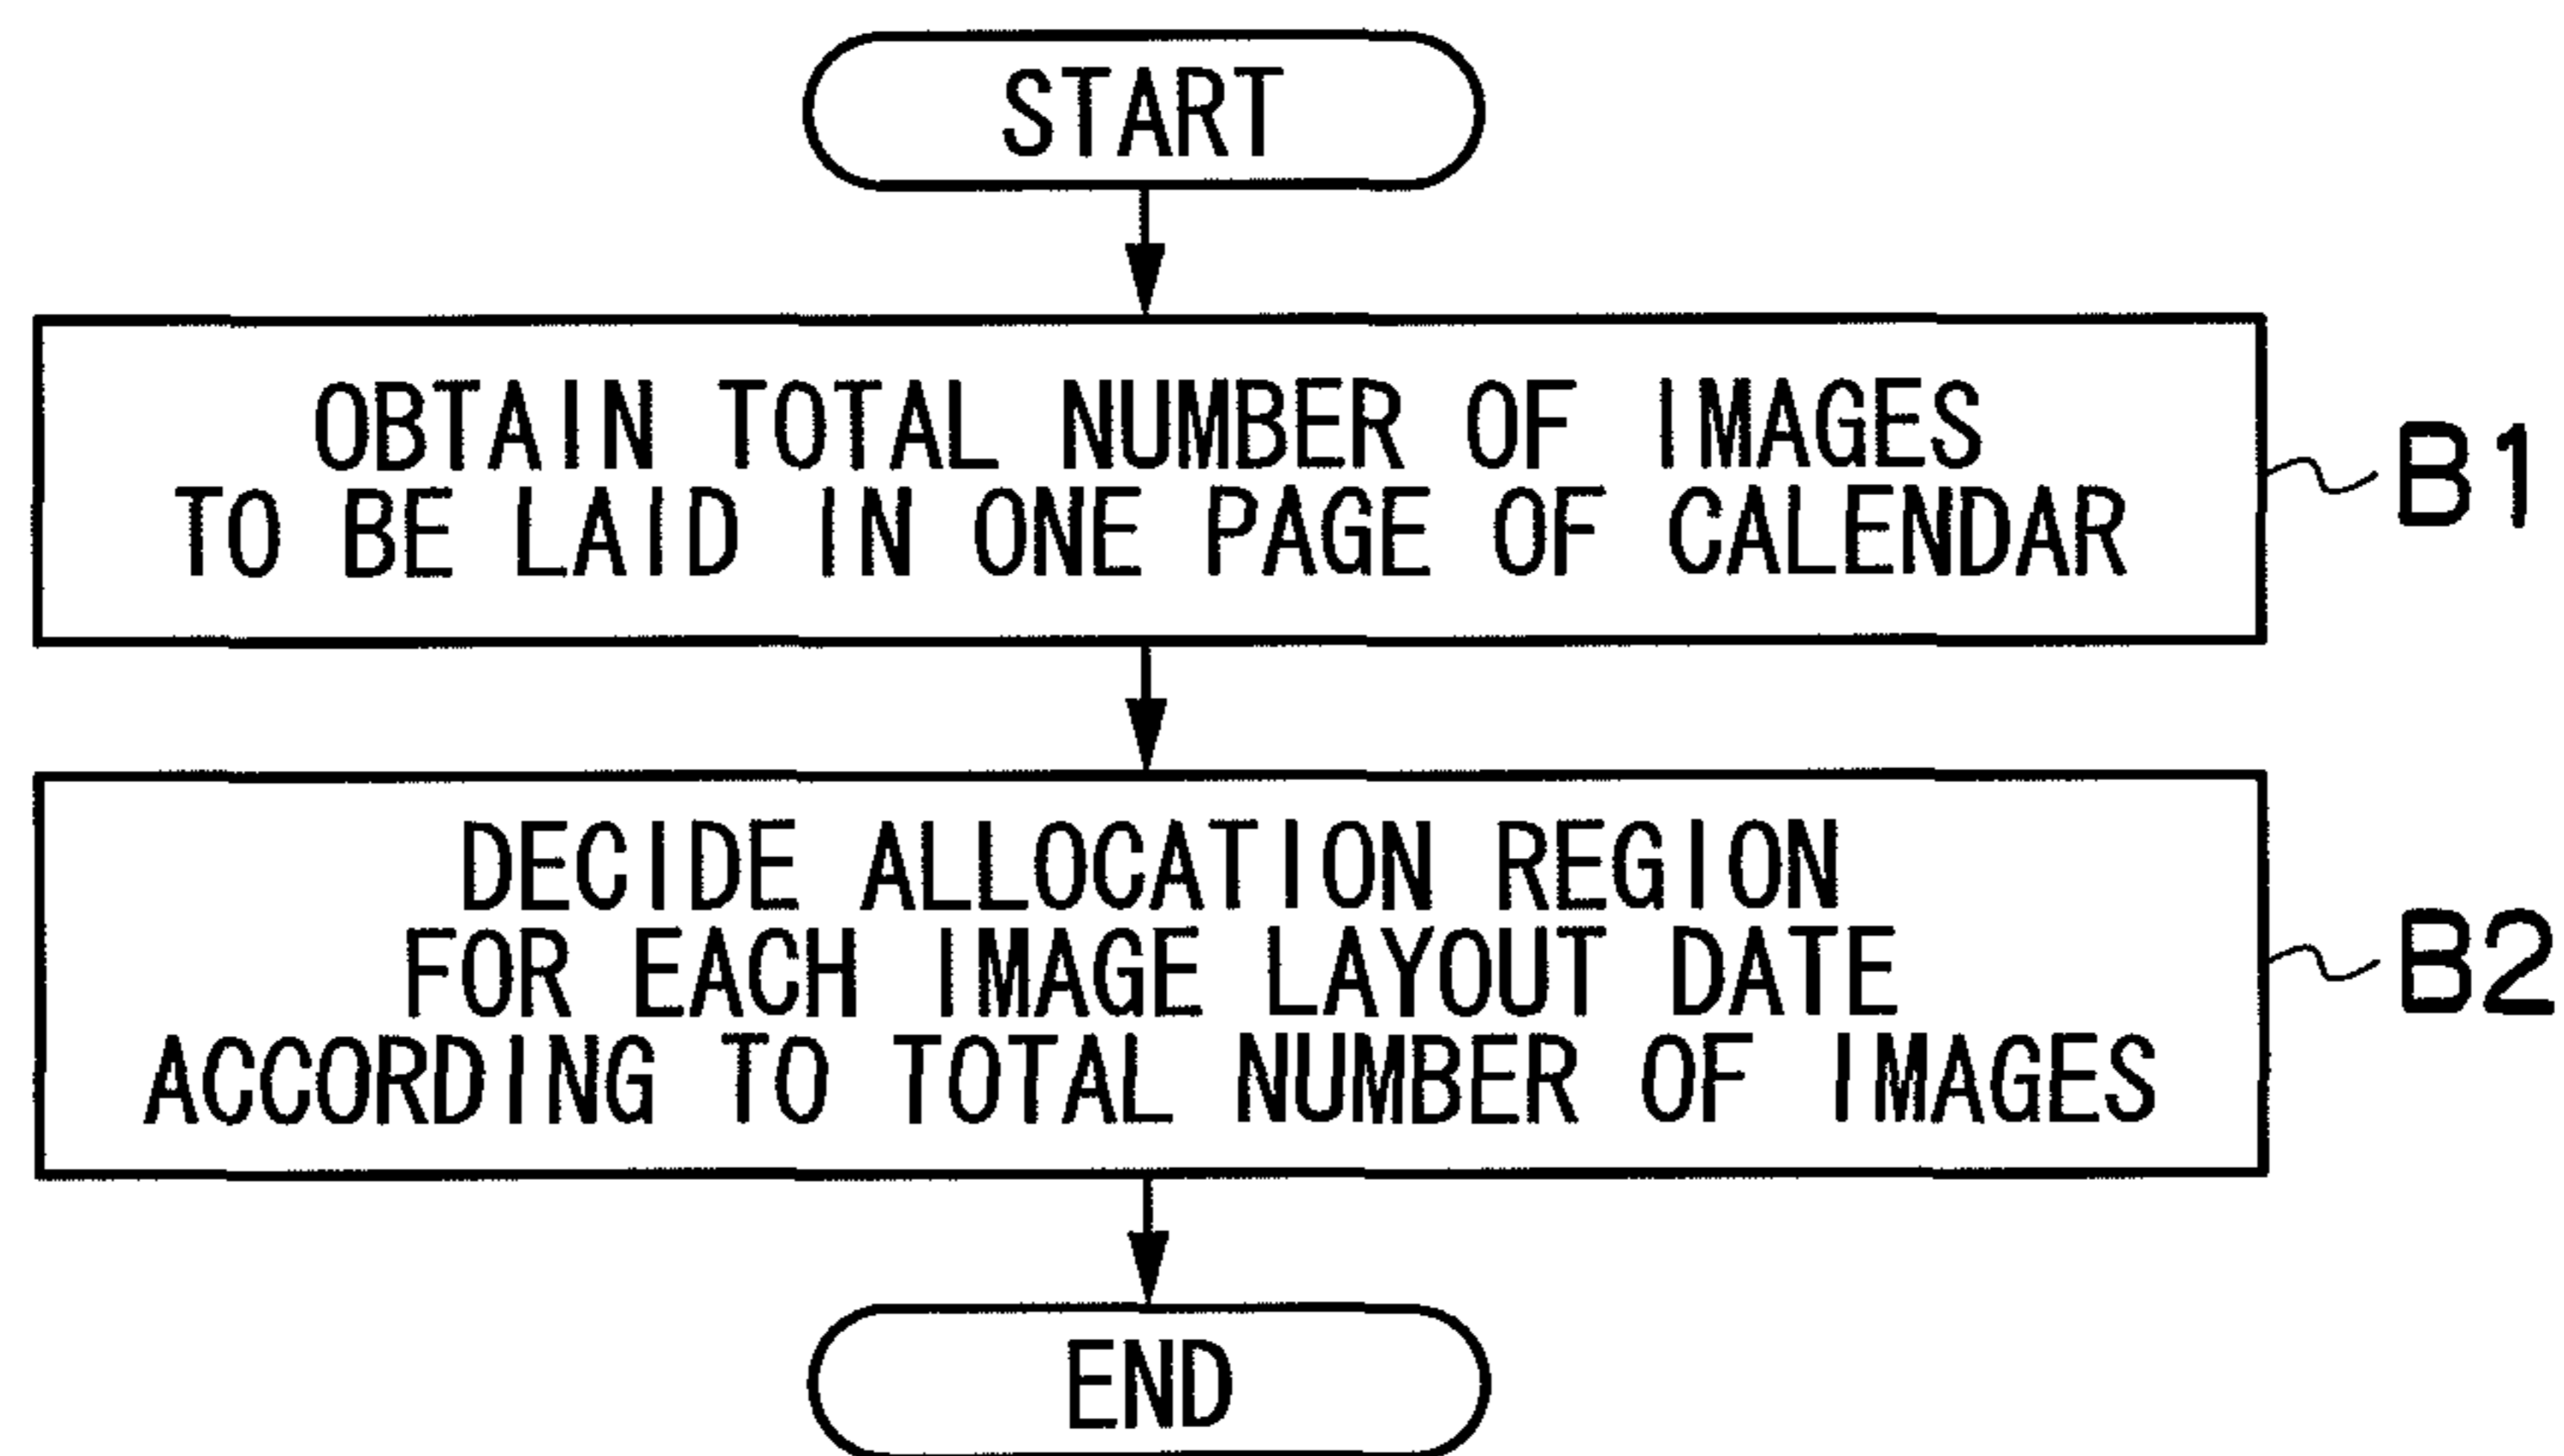 START
OBTAIN TOTAL NUMBER OF IMAGES
TO BE LAID IN ONE PAGE OF CALENDAR
B1
DECIDE ALLOCATION REGION
FOR EACH IMAGE LAYOUT DATE
ACCORDING TO TOTAL NUMBER OF IMAGES
B2
END